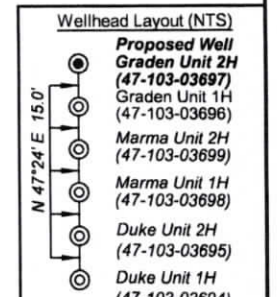 Wellhead Layout (NTS)
Proposed Well
Graden Unit 2H
(47-103-03697)
Graden Unit 1H
(47-103-03696)
Marma Unit 2H
(47-103-03699)
Marma Unit 1H
(47-103-03698)
Duke Unit 2H
(47-103-03695)
Duke Unit 1H
N 47°24' E 15.0'